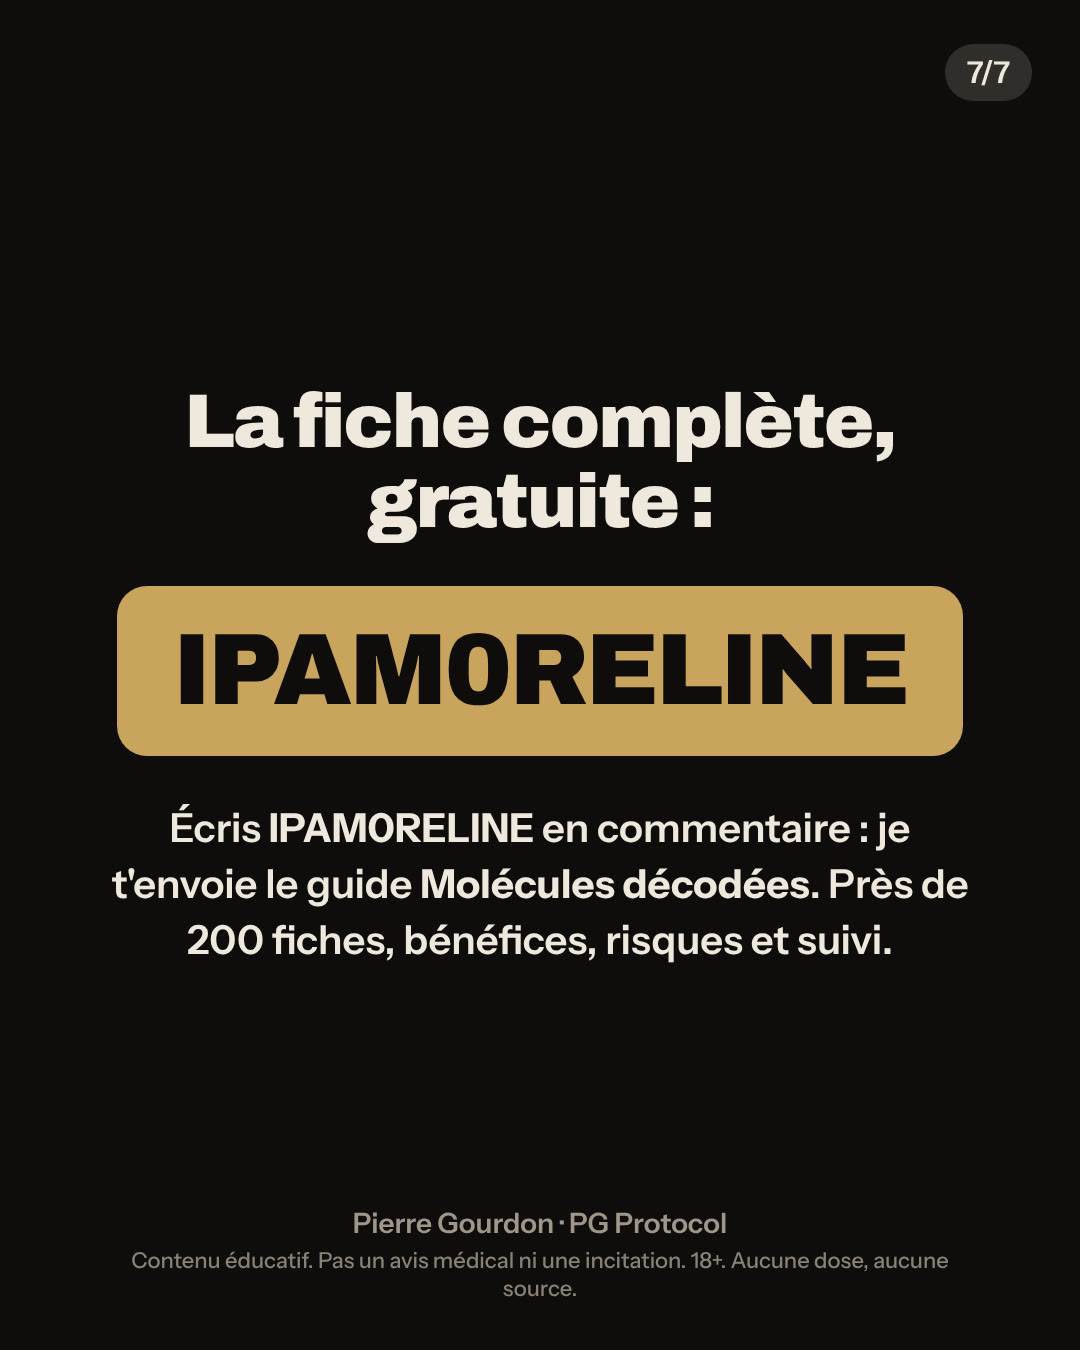 7/7
La fiche complète,
gratuite :
IPAM0RELINE
Écris IPAM0RELINE en commentaire : je
t'envoie le guide Molécules décodées. Près de
200 fiches, bénéfices, risques et suivi.
Pierre Gourdon · PG Protocol
Contenu éducatif. Pas un avis médical ni une incitation. 18+. Aucune dose, aucune
source.